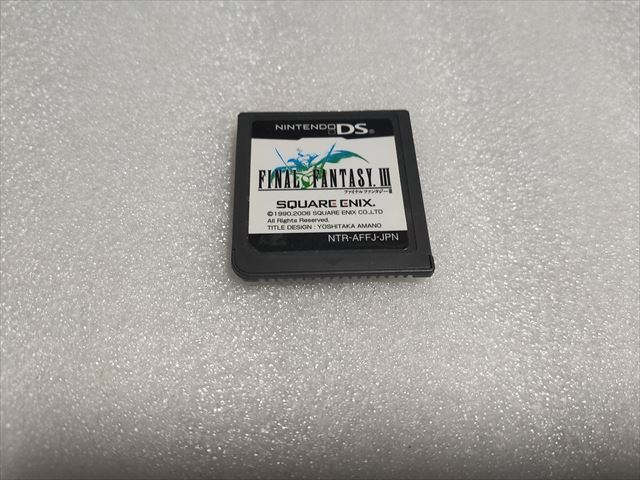 NINTENDO DS
FINAL FANTASY. III
ファイナルファンタジーIII
SQUARE ENIX.
©1990,2006 SQUARE ENIX CO.,LTD
All Rights Reserved.
TITLE DESIGN : YOSHITAKA AMANO
NTR-AFFJ-JPN